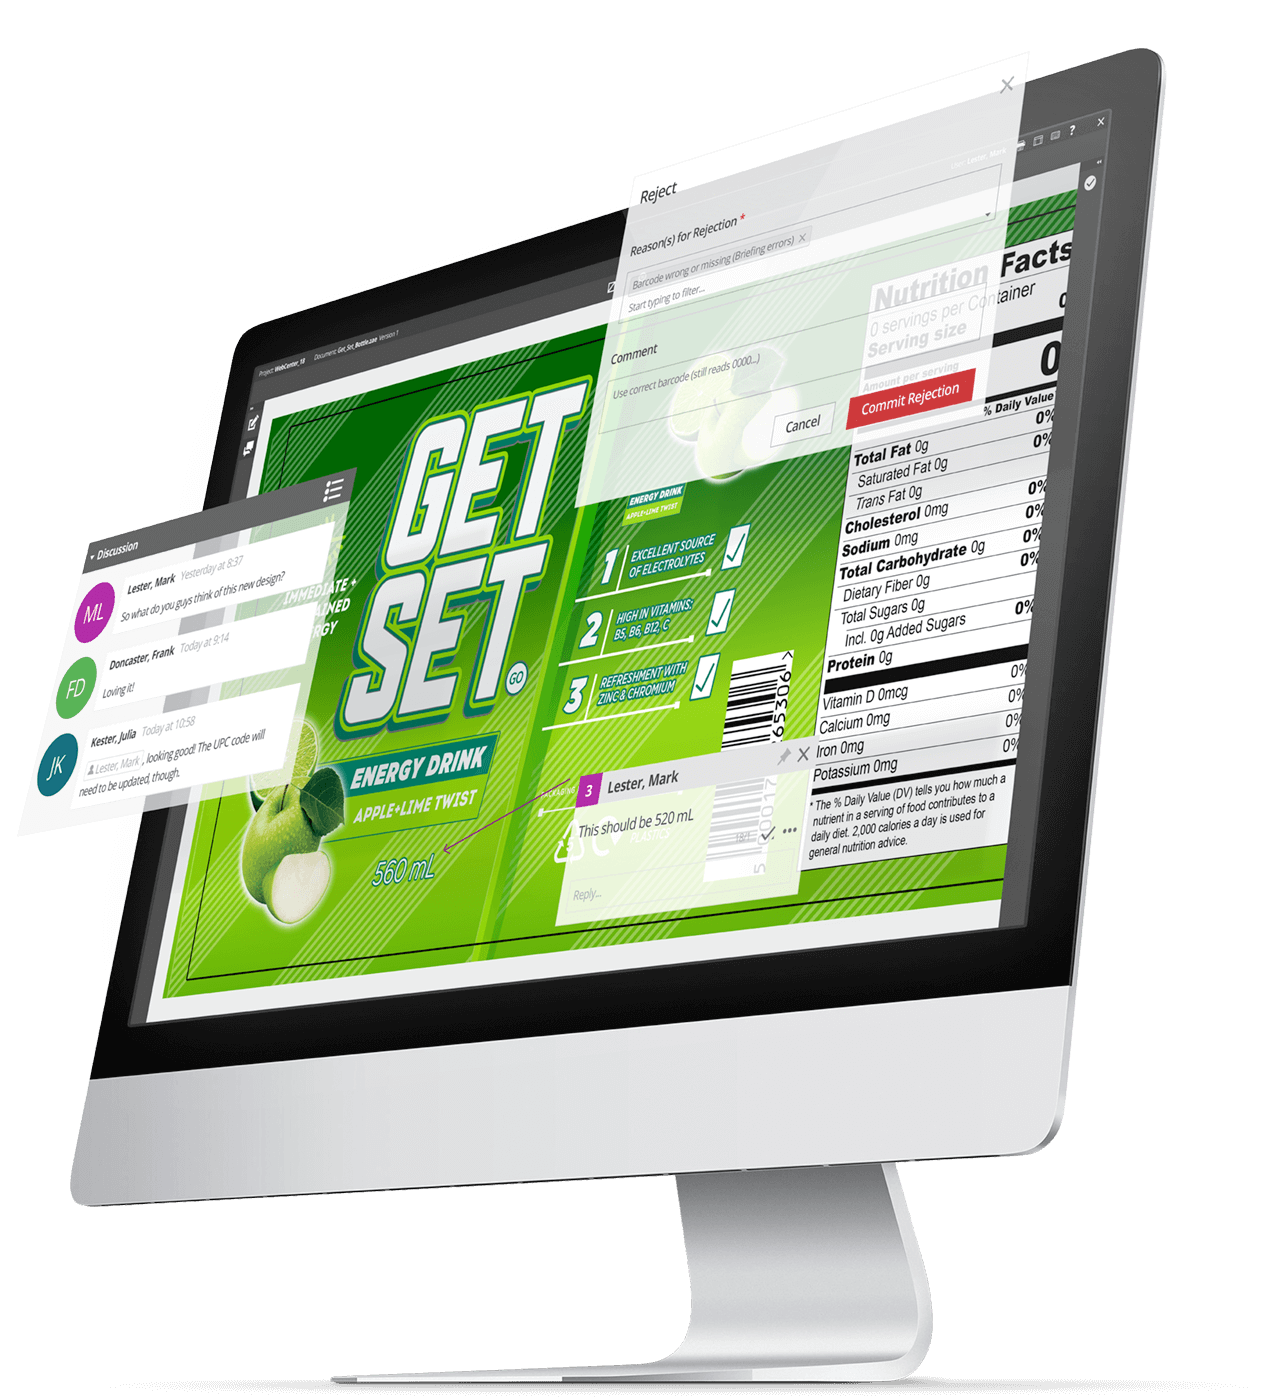 Reject
User: Lester, Mark
Reason(s) for Rejection *
Barcode wrong or missing (Briefing errors) ×
Start typing to filter...
Comment
Use correct barcode (still reads 0000...)
Cancel
Commit Rejection
Project: WebCenter_18 Document: Get_Set_Bottle.zae Version 1
?
Discussion
ML
Lester, Mark Yesterday at 8:37
So what do you guys think of this new design?
FD
Doncaster, Frank Today at 9:14
Loving it!
JK
Kester, Julia Today at 10:58
Lester, Mark , looking good! The UPC code will
need to be updated, though.
IMMEDIATE +
GET
SET
GO
ENERGY DRINK
APPLE+LIME TWIST
560 mL
ENERGY DRINK
APPLE+LIME TWIST
1 EXCELLENT SOURCE
OF ELECTROLYTES
2 HIGH IN VITAMINS:
B5, B6, B12, C
3 REFRESHMENT WITH
ZINC & CHROMIUM
65306 >
3 Lester, Mark
This should be 520 mL
Reply...
Nutrition Facts
0 servings per Container
Serving size
Amount per serving
0
% Daily Value
Total Fat 0g 0%
Saturated Fat 0g 0%
Trans Fat 0g
Cholesterol 0mg 0%
Sodium 0mg 0%
Total Carbohydrate 0g 0%
Dietary Fiber 0g 0%
Total Sugars 0g
Incl. 0g Added Sugars 0%
Protein 0g
Vitamin D 0mcg 0%
Calcium 0mg 0%
Iron 0mg 0%
Potassium 0mg 0%
* The % Daily Value (DV) tells you how much a
nutrient in a serving of food contributes to a
daily diet. 2,000 calories a day is used for
general nutrition advice.